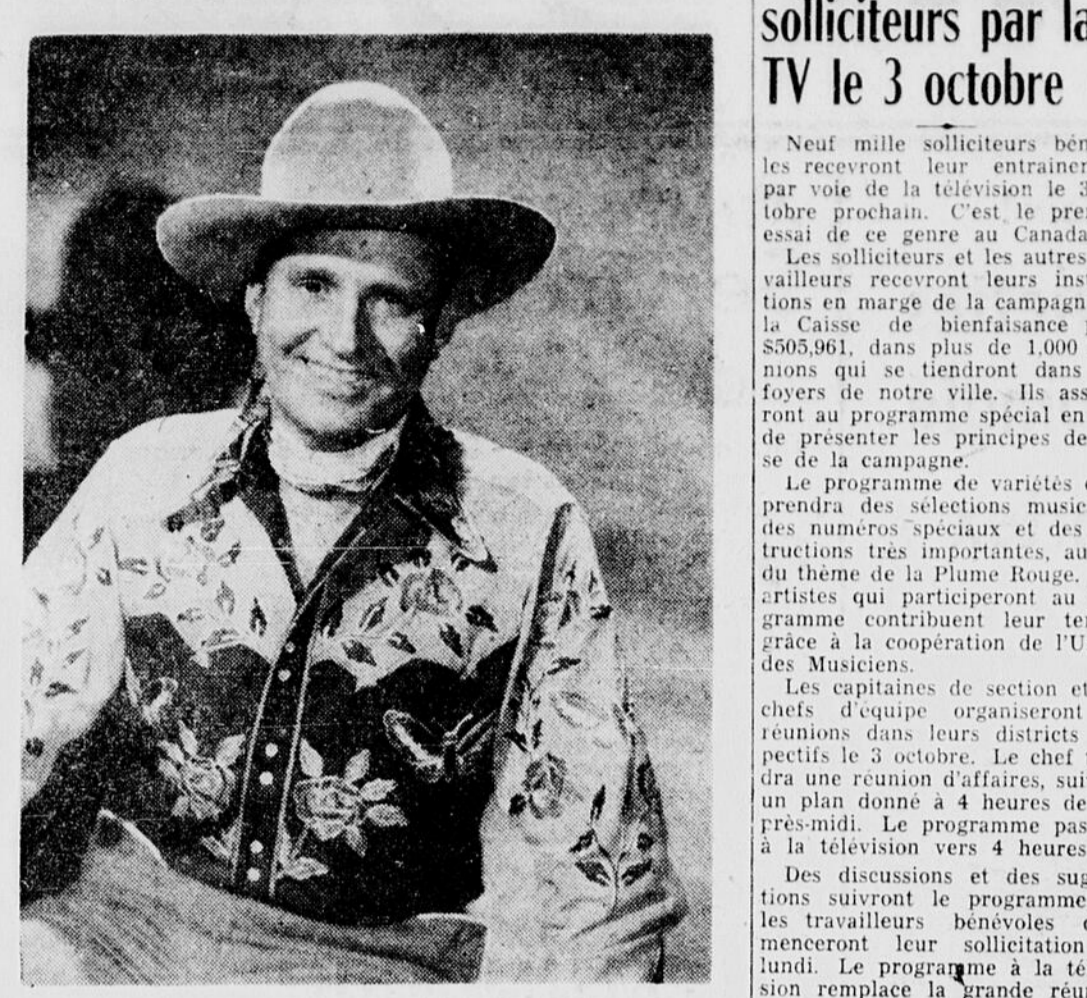 solliciteurs par la
TV le 3 octobre
Neuf mille solliciteurs bén
les recevront leur entrainer
par voie de la télévision le 3
tobre prochain. C'est le pre
essai de ce genre au Canada
Les solliciteurs et les autres
vailleurs recevront leurs ins
tions en marge de la campagn
la Caisse de bienfaisance
$505,961, dans plus de 1,000
nions qui se tiendront dans
foyers de notre ville. Ils ass
ront au programme spécial en
de présenter les principes de
se de la campagne.
Le programme de variétés
prendra des sélections music
des numéros spéciaux et des
tructions très importantes, au
du thème de la Plume Rouge.
artistes qui participeront au
gramme contribuent leur te
grâce à la coopération de l'U
des Musiciens.
Les capitaines de section et
chefs d'équipe organiseront
réunions dans leurs districts
pectifs le 3 octobre. Le chef
dra une réunion d'affaires, sui
un plan donné à 4 heures de
près-midi. Le programme pas
à la télévision vers 4 heures
Des discussions et des sug
tions suivront le programme
les travailleurs bénévoles
menceront leur sollicitation
lundi. Le programme à la té
sion remplace la grande réu